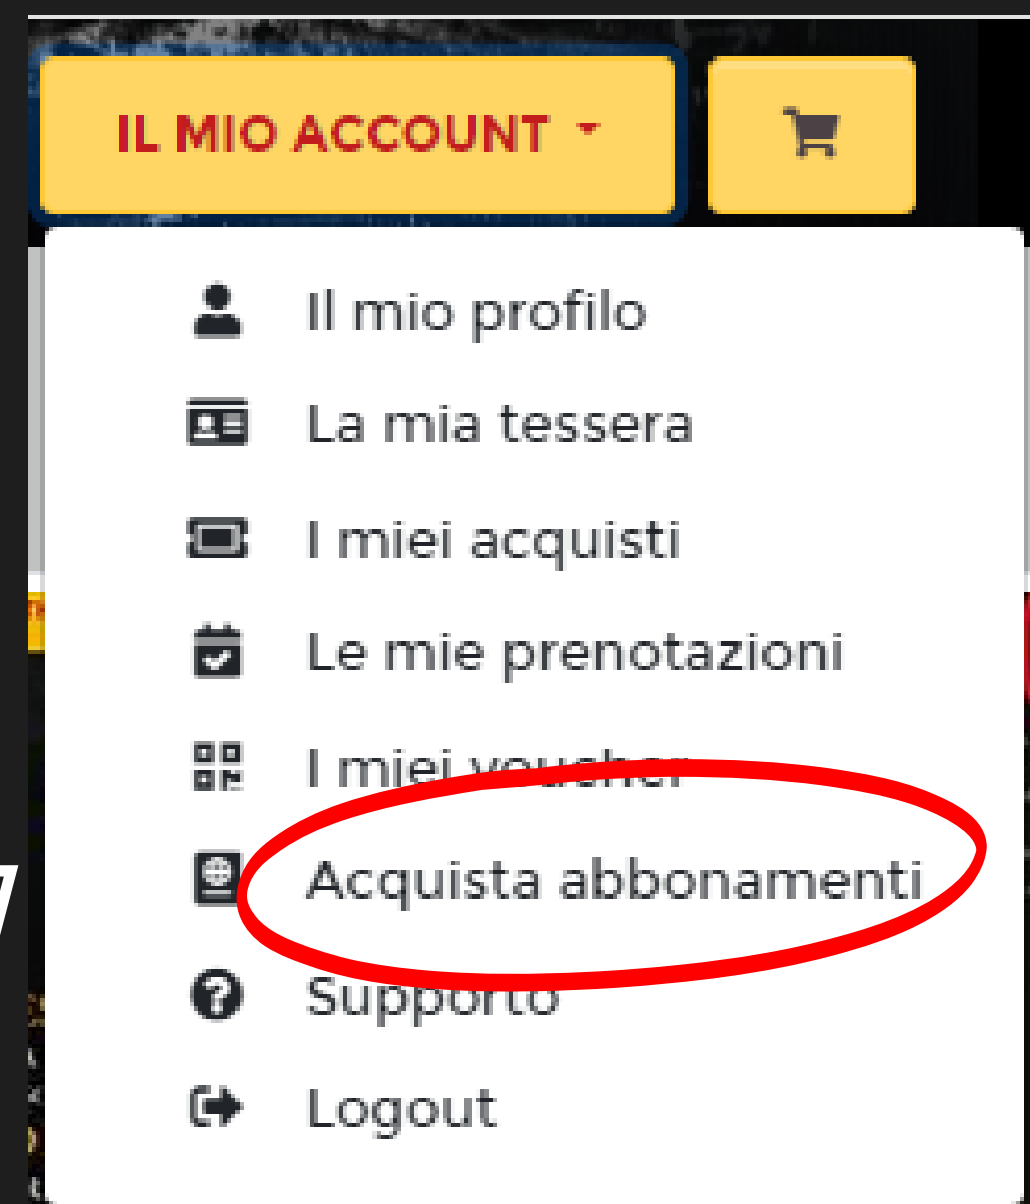 IL MIO ACCOUNT
Il mio profilo
La mia tessera
I miei acquisti
Le mie prenotazioni
I miei voucher
Acquista abbonamenti
Supporto
Logout